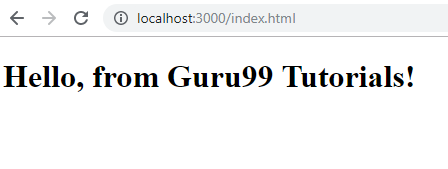 localhost:3000/index.html
Hello, from Guru99 Tutorials!